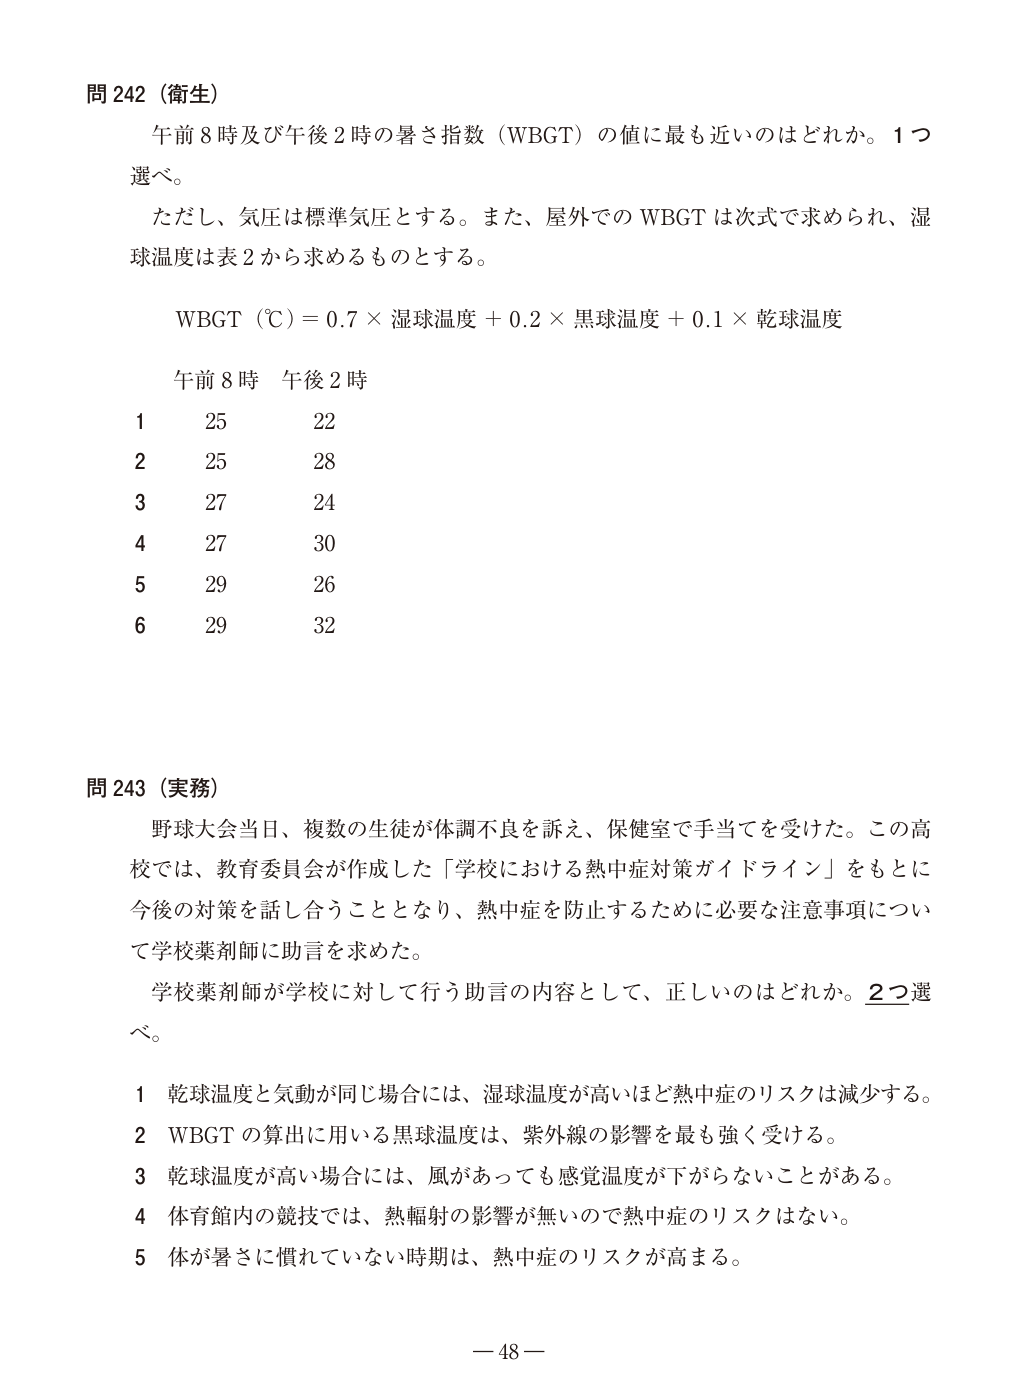 問 242（衛生）
午前８時及び午後２時の暑さ指数（WBGT）の値に最も近いのはどれか。１つ
選べ。
ただし、気圧は標準気圧とする。また、屋外での WBGT は次式で求められ、湿
球温度は表２から求めるものとする。
WBGT（℃）＝ 0.7 × 湿球温度 ＋ 0.2 × 黒球温度 ＋ 0.1 × 乾球温度
午前８時　午後２時
1　25　22
2　25　28
3　27　24
4　27　30
5　29　26
6　29　32
問 243（実務）
野球大会当日、複数の生徒が体調不良を訴え、保健室で手当てを受けた。この高
校では、教育委員会が作成した「学校における熱中症対策ガイドライン」をもとに
今後の対策を話し合うこととなり、熱中症を防止するために必要な注意事項につい
て学校薬剤師に助言を求めた。
学校薬剤師が学校に対して行う助言の内容として、正しいのはどれか。２つ選
べ。
1　乾球温度と気動が同じ場合には、湿球温度が高いほど熱中症のリスクは減少する。
2　WBGT の算出に用いる黒球温度は、紫外線の影響を最も強く受ける。
3　乾球温度が高い場合には、風があっても感覚温度が下がらないことがある。
4　体育館内の競技では、熱輻射の影響が無いので熱中症のリスクはない。
5　体が暑さに慣れていない時期は、熱中症のリスクが高まる。
― 48 ―